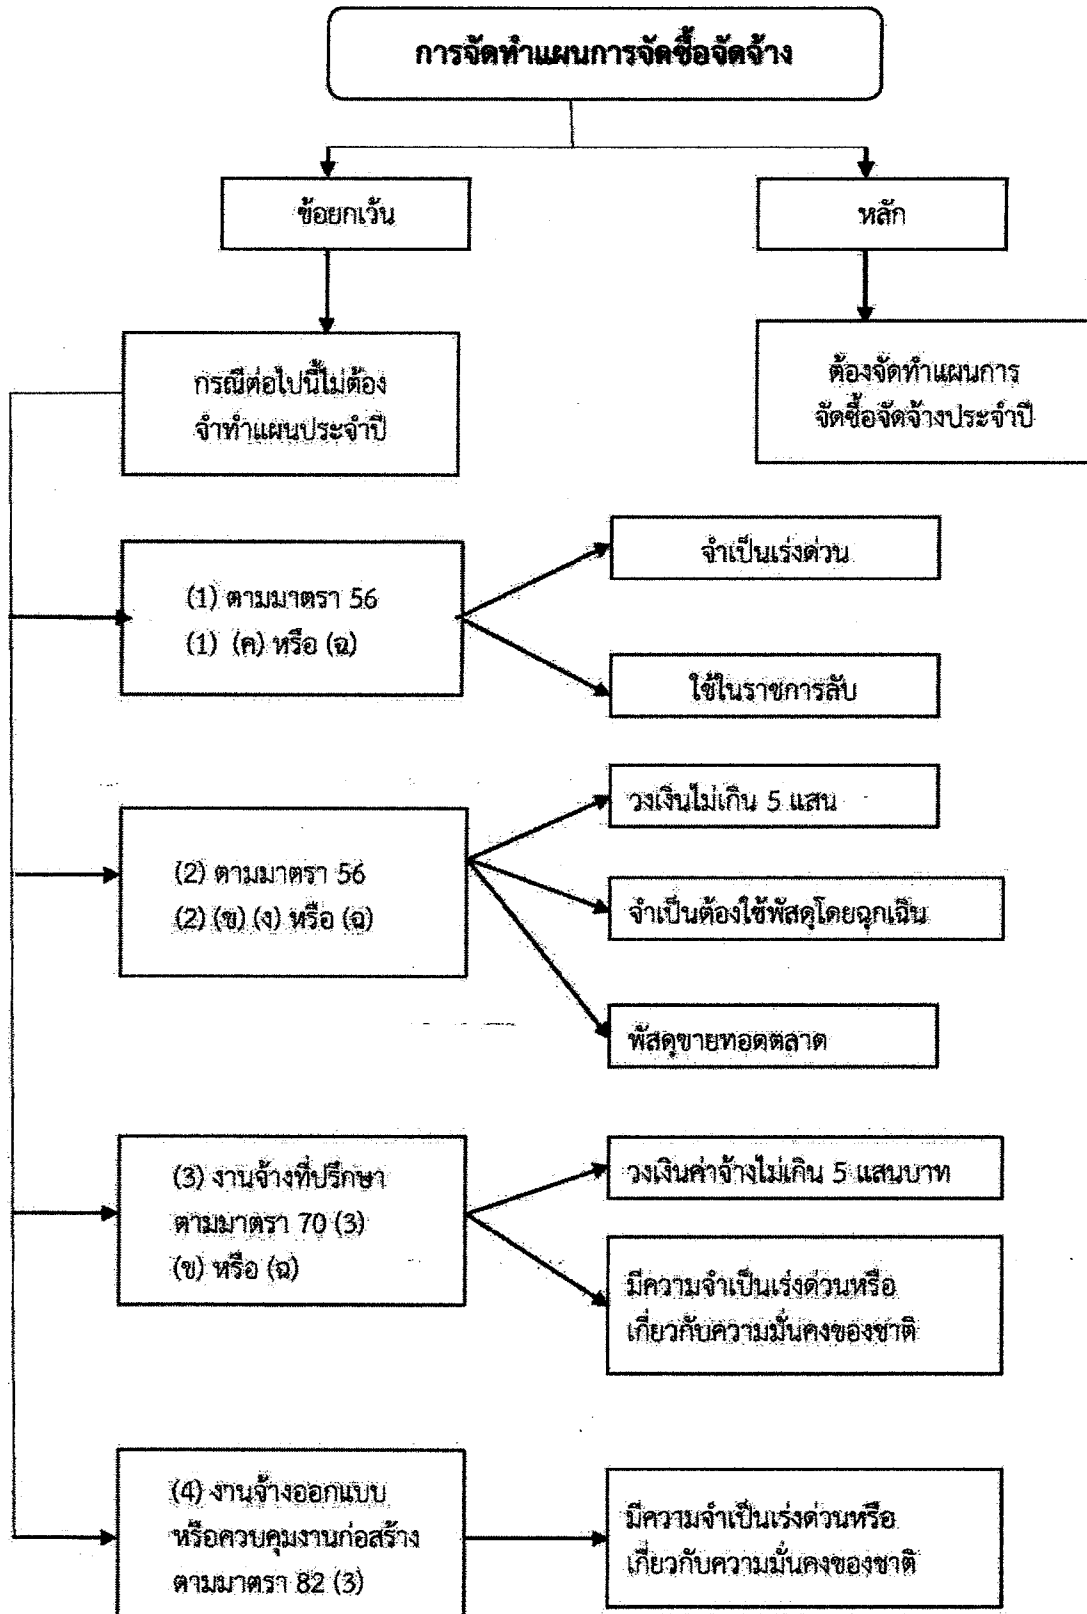 การจัดทำแผนการจัดซื้อจัดจ้าง
ข้อยกเว้น
หลัก
กรณีต่อไปนี้ไม่ต้อง
จำทำแผนประจำปี
ต้องจัดทำแผนการ
จัดซื้อจัดจ้างประจำปี
(1) ตามมาตรา 56
(1) (ค) หรือ (ฉ)
จำเป็นเร่งด่วน
ใช้ในราชการลับ
(2) ตามมาตรา 56
(2) (ข) (ง) หรือ (ฉ)
วงเงินไม่เกิน 5 แสน
จำเป็นต้องใช้พัสดุโดยฉุกเฉิน
พัสดุขายทอดตลาด
(3) งานจ้างที่ปรึกษา
ตามมาตรา 70 (3)
(ข) หรือ (ฉ)
วงเงินค่าจ้างไม่เกิน 5 แสนบาท
มีความจำเป็นเร่งด่วนหรือ
เกี่ยวกับความมั่นคงของชาติ
(4) งานจ้างออกแบบ
หรือควบคุมงานก่อสร้าง
ตามมาตรา 82 (3)
มีความจำเป็นเร่งด่วนหรือ
เกี่ยวกับความมั่นคงของชาติ